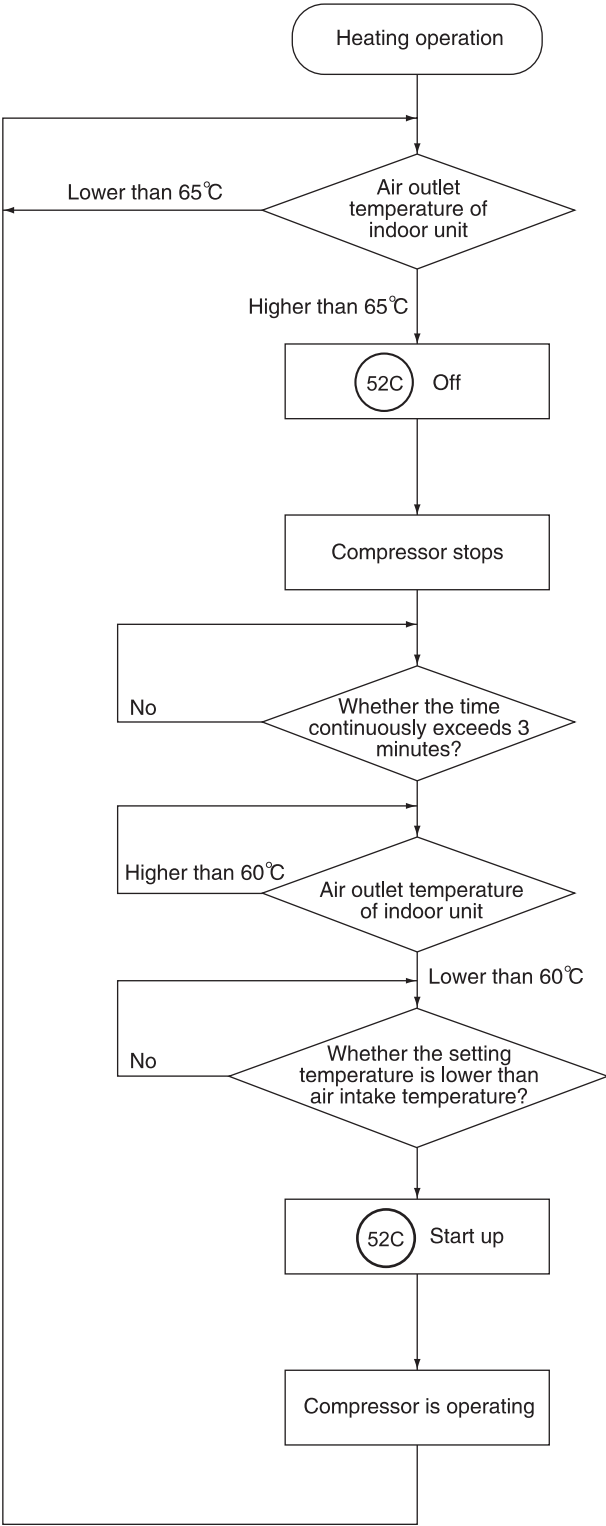 Heating operation
Lower than 65℃
Air outlet
temperature of
indoor unit
Higher than 65℃
52C Off
Compressor stops
No
Whether the time
continuously exceeds 3
minutes?
Higher than 60℃
Air outlet temperature
of indoor unit
Lower than 60℃
No
Whether the setting
temperature is lower than
air intake temperature?
52C Start up
Compressor is operating